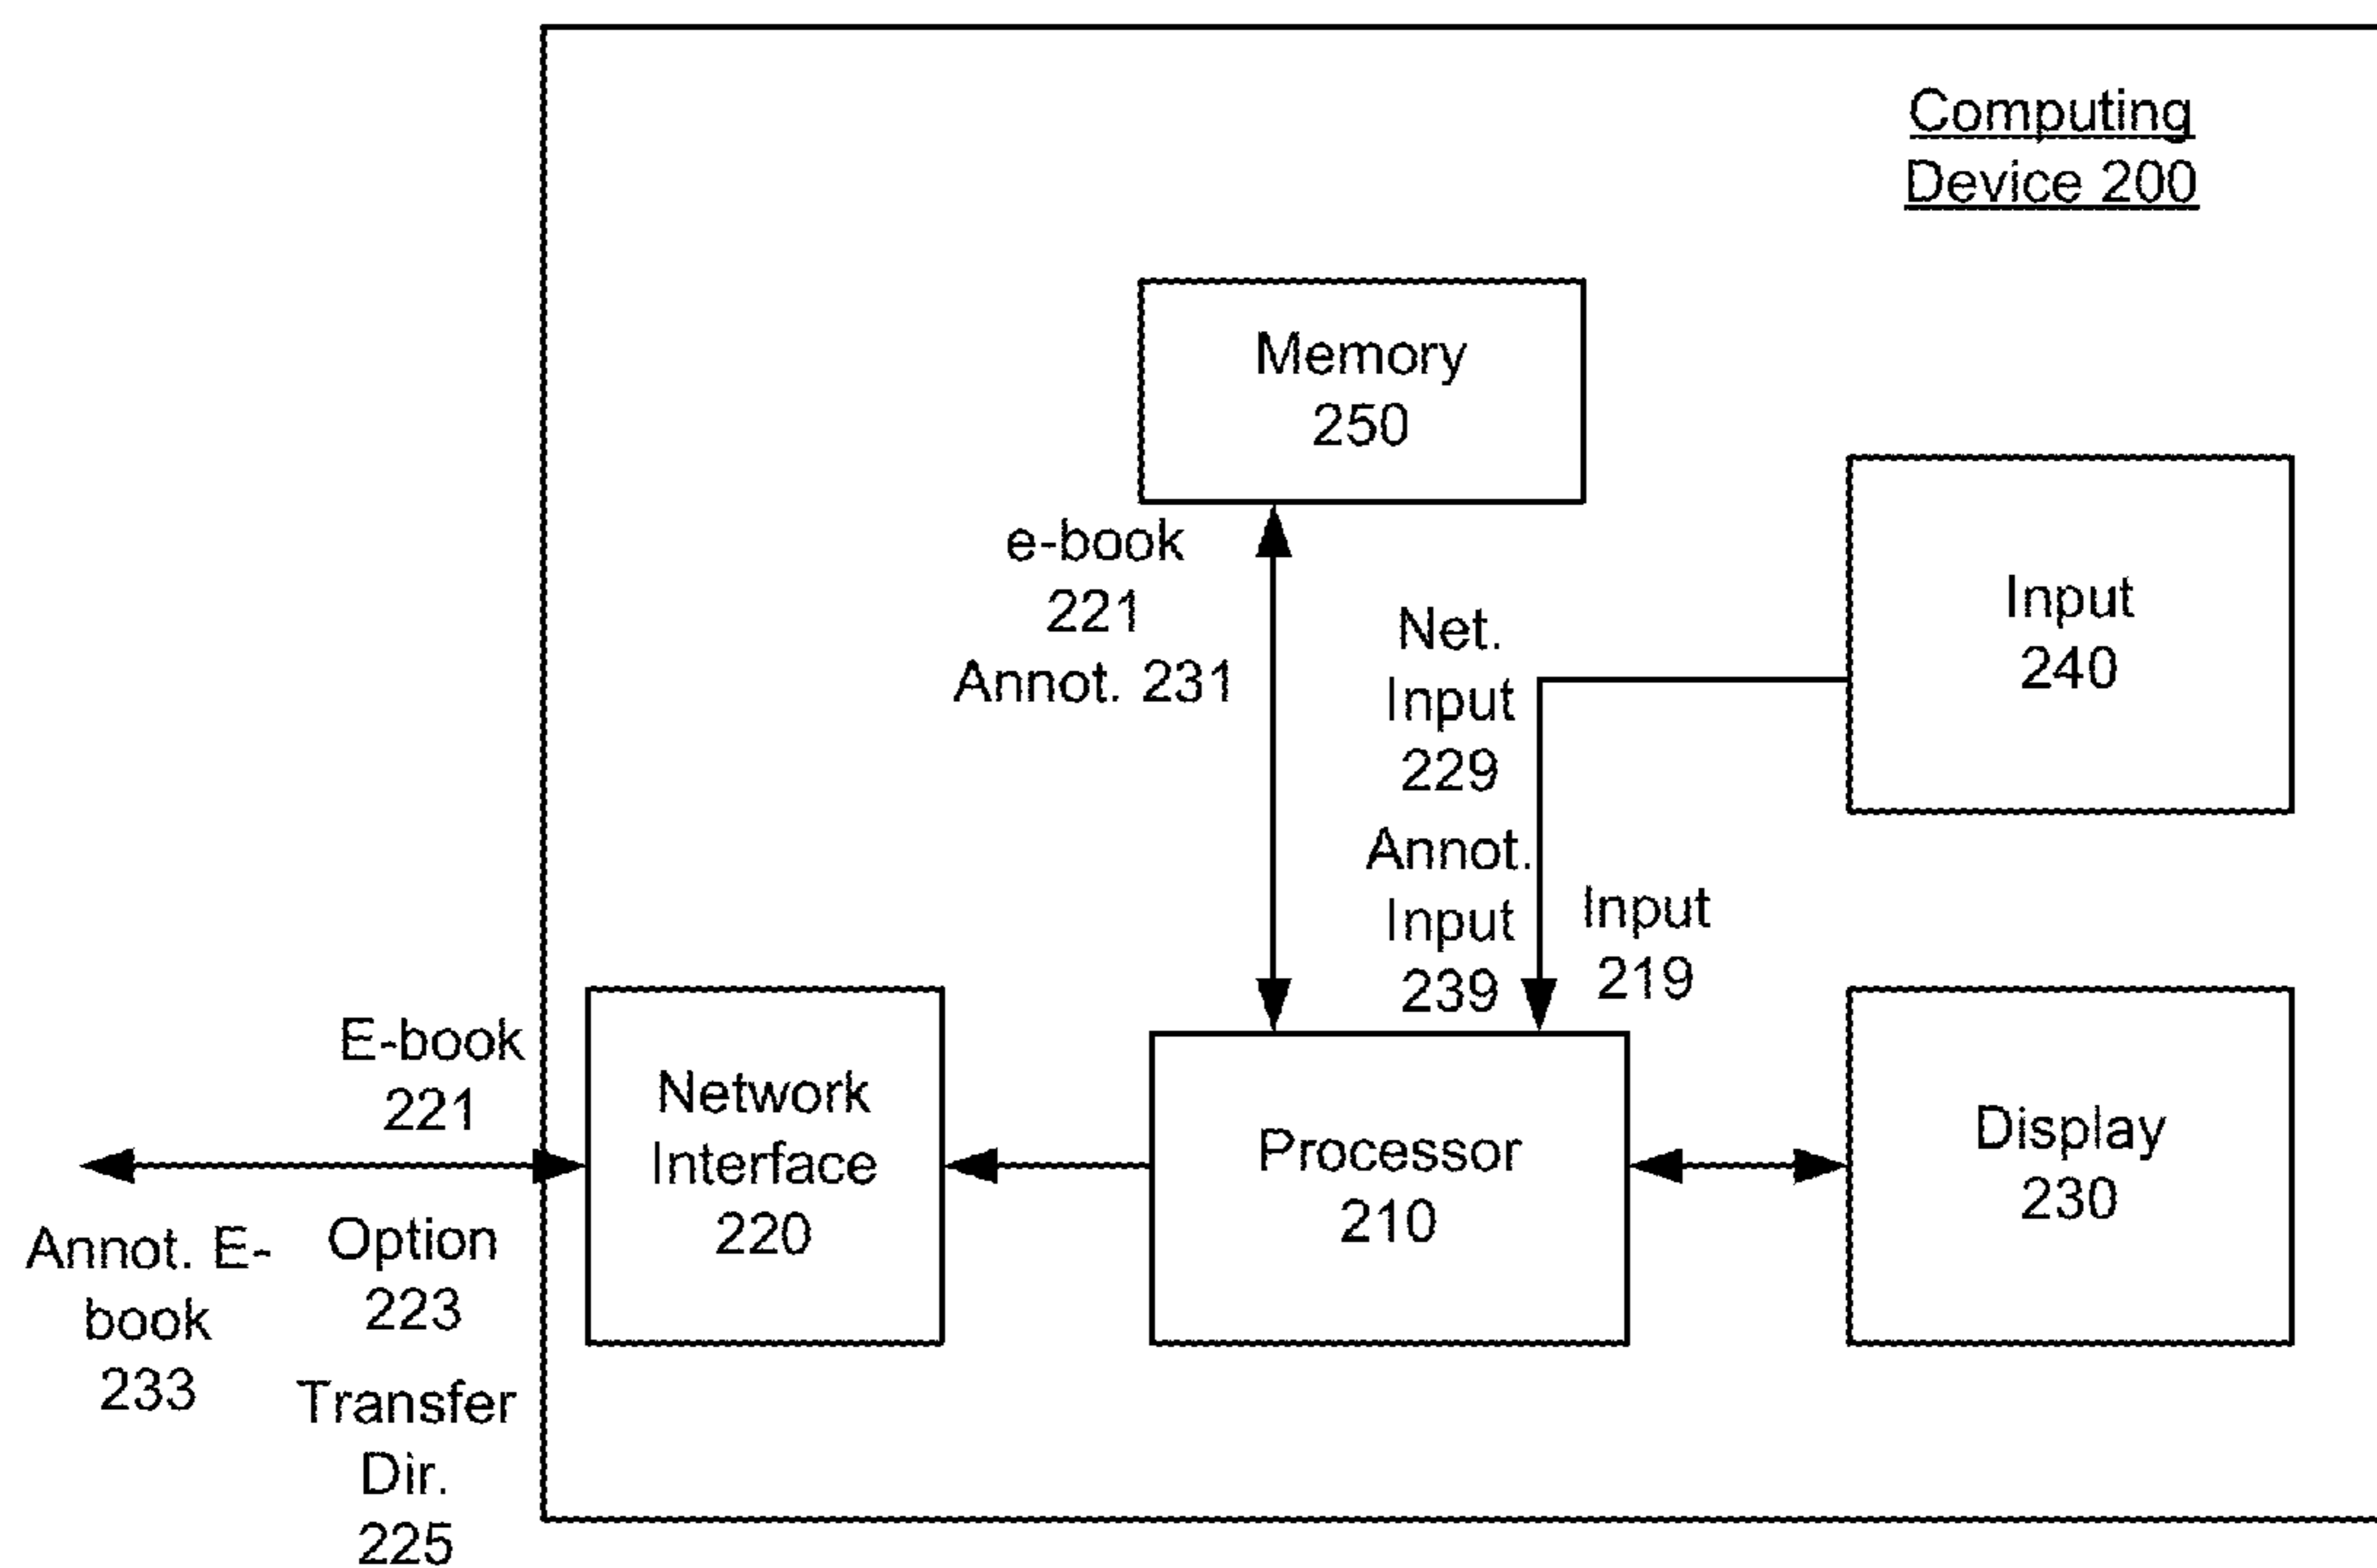 Computing
Device 200
Memory
250
e-book
221
Annot. 231
Net.
Input
229
Annot.
Input
239
Input
219
Input
240
E-book
221
Network
Interface
220
Processor
210
Display
230
Annot. E-
book
233
Option
223
Transfer
Dir.
225